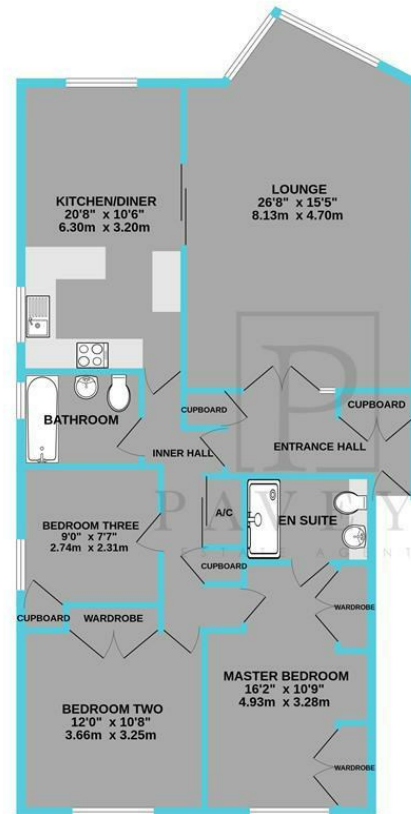 KITCHEN/DINER
20'8" x 10'6"
6.30m x 3.20m
LOUNGE
26'8" x 15'5"
8.13m x 4.70m
CUPBOARD
CUPBOARD
BATHROOM
INNER HALL
ENTRANCE HALL
A/C
EN SUITE
BEDROOM THREE
9'0" x 7'7"
2.74m x 2.31m
CUPBOARD
CUPBOARD
WARDROBE
WARDROBE
BEDROOM TWO
12'0" x 10'8"
3.66m x 3.25m
MASTER BEDROOM
16'2" x 10'9"
4.93m x 3.28m
WARDROBE
P
PAVEY